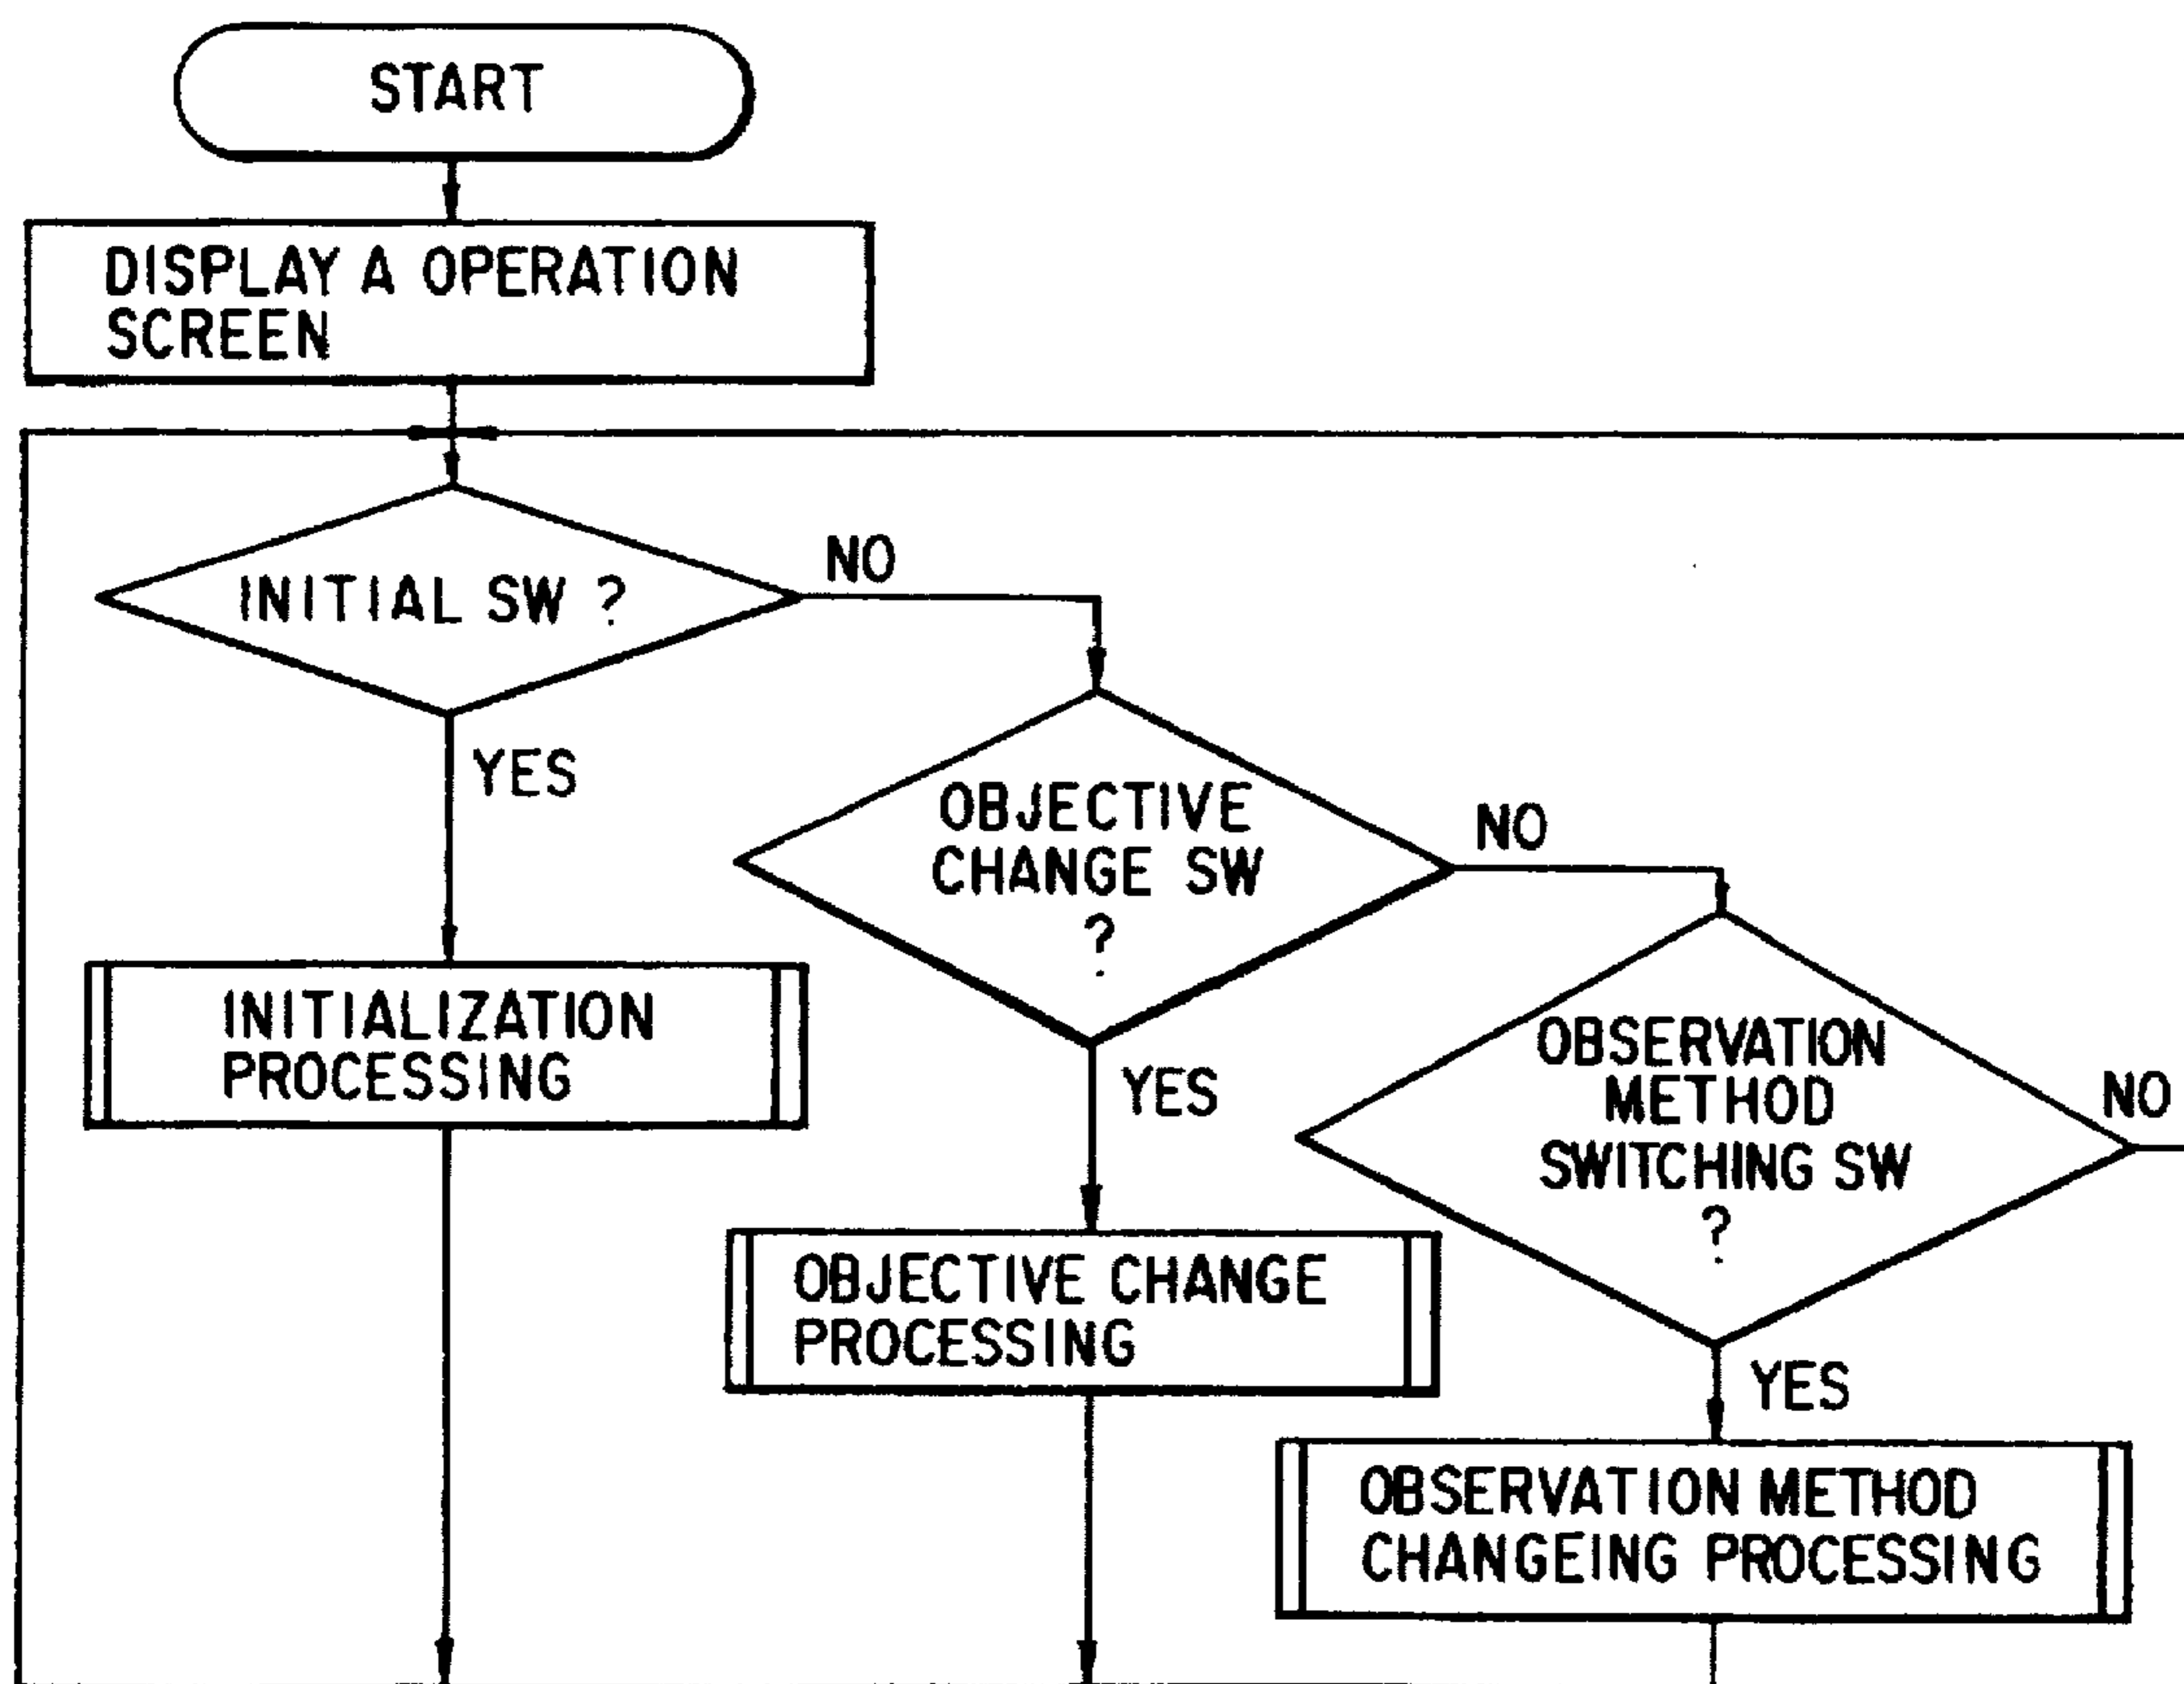 START
DISPLAY A OPERATION
SCREEN
INITIAL SW ?
NO
YES
OBJECTIVE
CHANGE SW
?
NO
INITIALIZATION
PROCESSING
YES
OBSERVATION
METHOD
SWITCHING SW
?
NO
OBJECTIVE CHANGE
PROCESSING
YES
OBSERVATION METHOD
CHANGEING PROCESSING